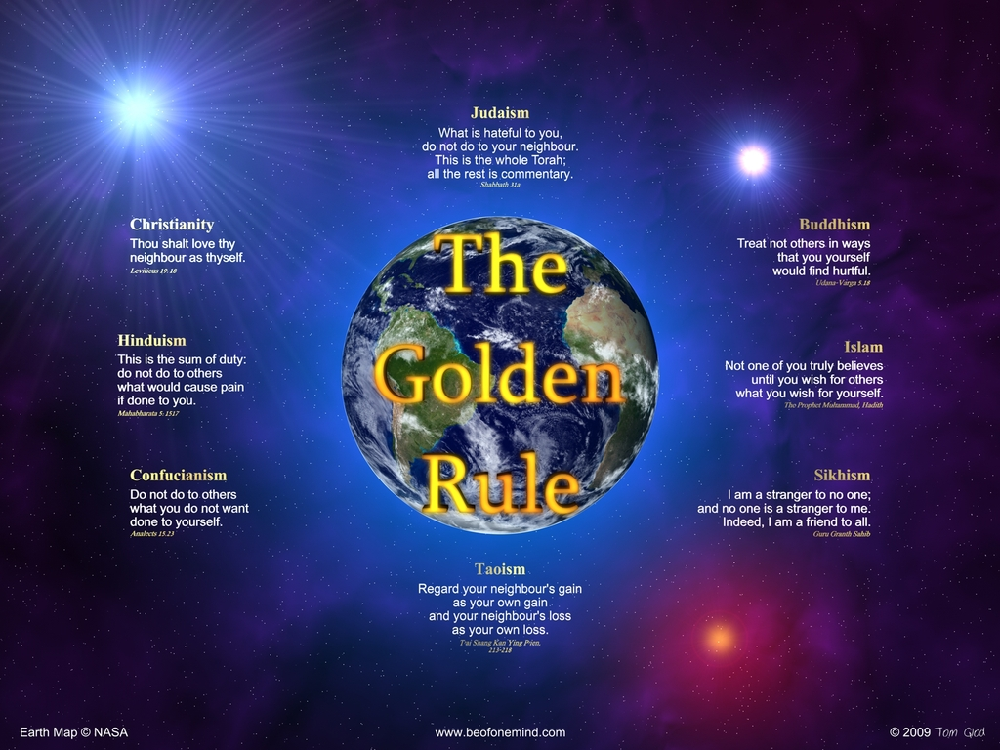 Judaism
What is hateful to you,
do not do to your neighbour.
This is the whole Torah;
all the rest is commentary.
Shabbath 31a
Christianity
Thou shalt love thy
neighbour as thyself.
Leviticus 19:18
Buddhism
Treat not others in ways
that you yourself
would find hurtful.
Udana-Varga 5.18
The
Golden
Rule
Hinduism
This is the sum of duty:
do not do to others
what would cause pain
if done to you.
Mahabharata 5:1517
Islam
Not one of you truly believes
until you wish for others
what you wish for yourself.
The Prophet Muhammad, Hadith
Confucianism
Do not do to others
what you do not want
done to yourself.
Analects 15.23
Sikhism
I am a stranger to no one;
and no one is a stranger to me.
Indeed, I am a friend to all.
Guru Granth Sahib
Taoism
Regard your neighbour's gain
as your own gain
and your neighbour's loss
as your own loss.
T'ai Shang Kan Ying P'ien,
213-218
Earth Map © NASA
www.beofonemind.com
© 2009 Tom Glod